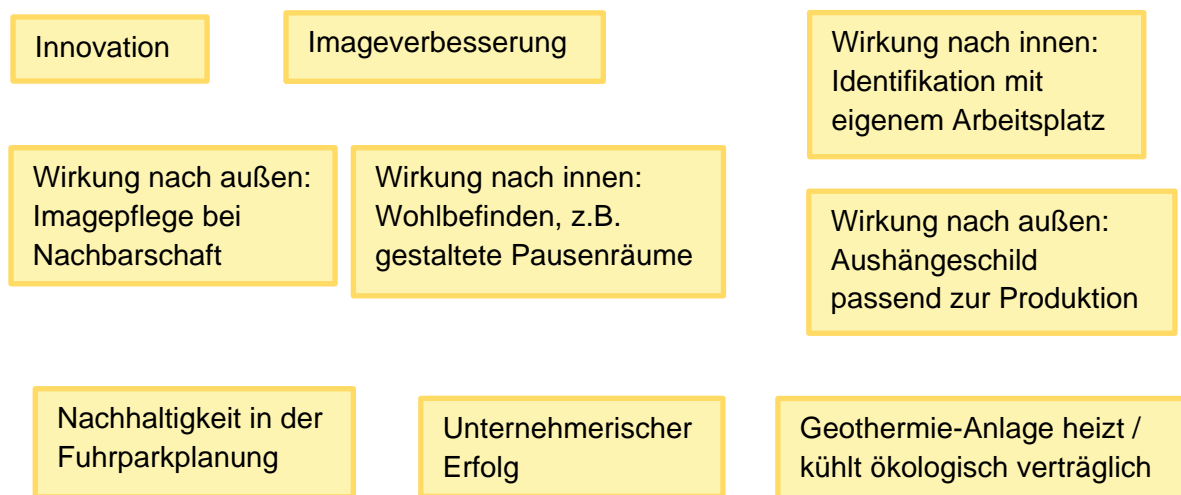 Innovation
Imageverbesserung
Wirkung nach innen:
Identifikation mit
eigenem Arbeitsplatz
Wirkung nach außen:
Imagepflege bei
Nachbarschaft
Wirkung nach innen:
Wohlbefinden, z.B.
gestaltete Pausenräume
Wirkung nach außen:
Aushängeschild
passend zur Produktion
Nachhaltigkeit in der
Fuhrparkplanung
Unternehmerischer
Erfolg
Geothermie-Anlage heizt /
kühlt ökologisch verträglich